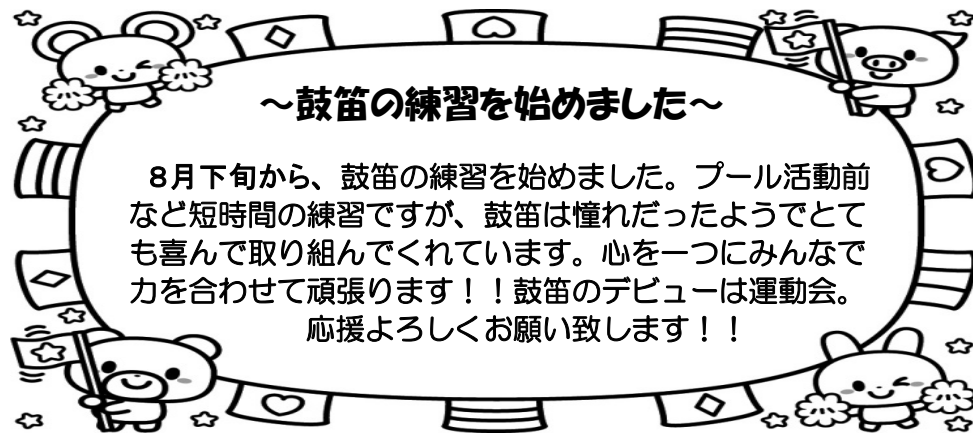 ～鼓笛の練習を始めました～
８月下旬から、鼓笛の練習を始めました。プール活動前
など短時間の練習ですが、鼓笛は憧れだったようでとて
も喜んで取り組んでくれています。心を一つにみんなで
力を合わせて頑張ります！！鼓笛のデビューは運動会。
応援よろしくお願い致します！！